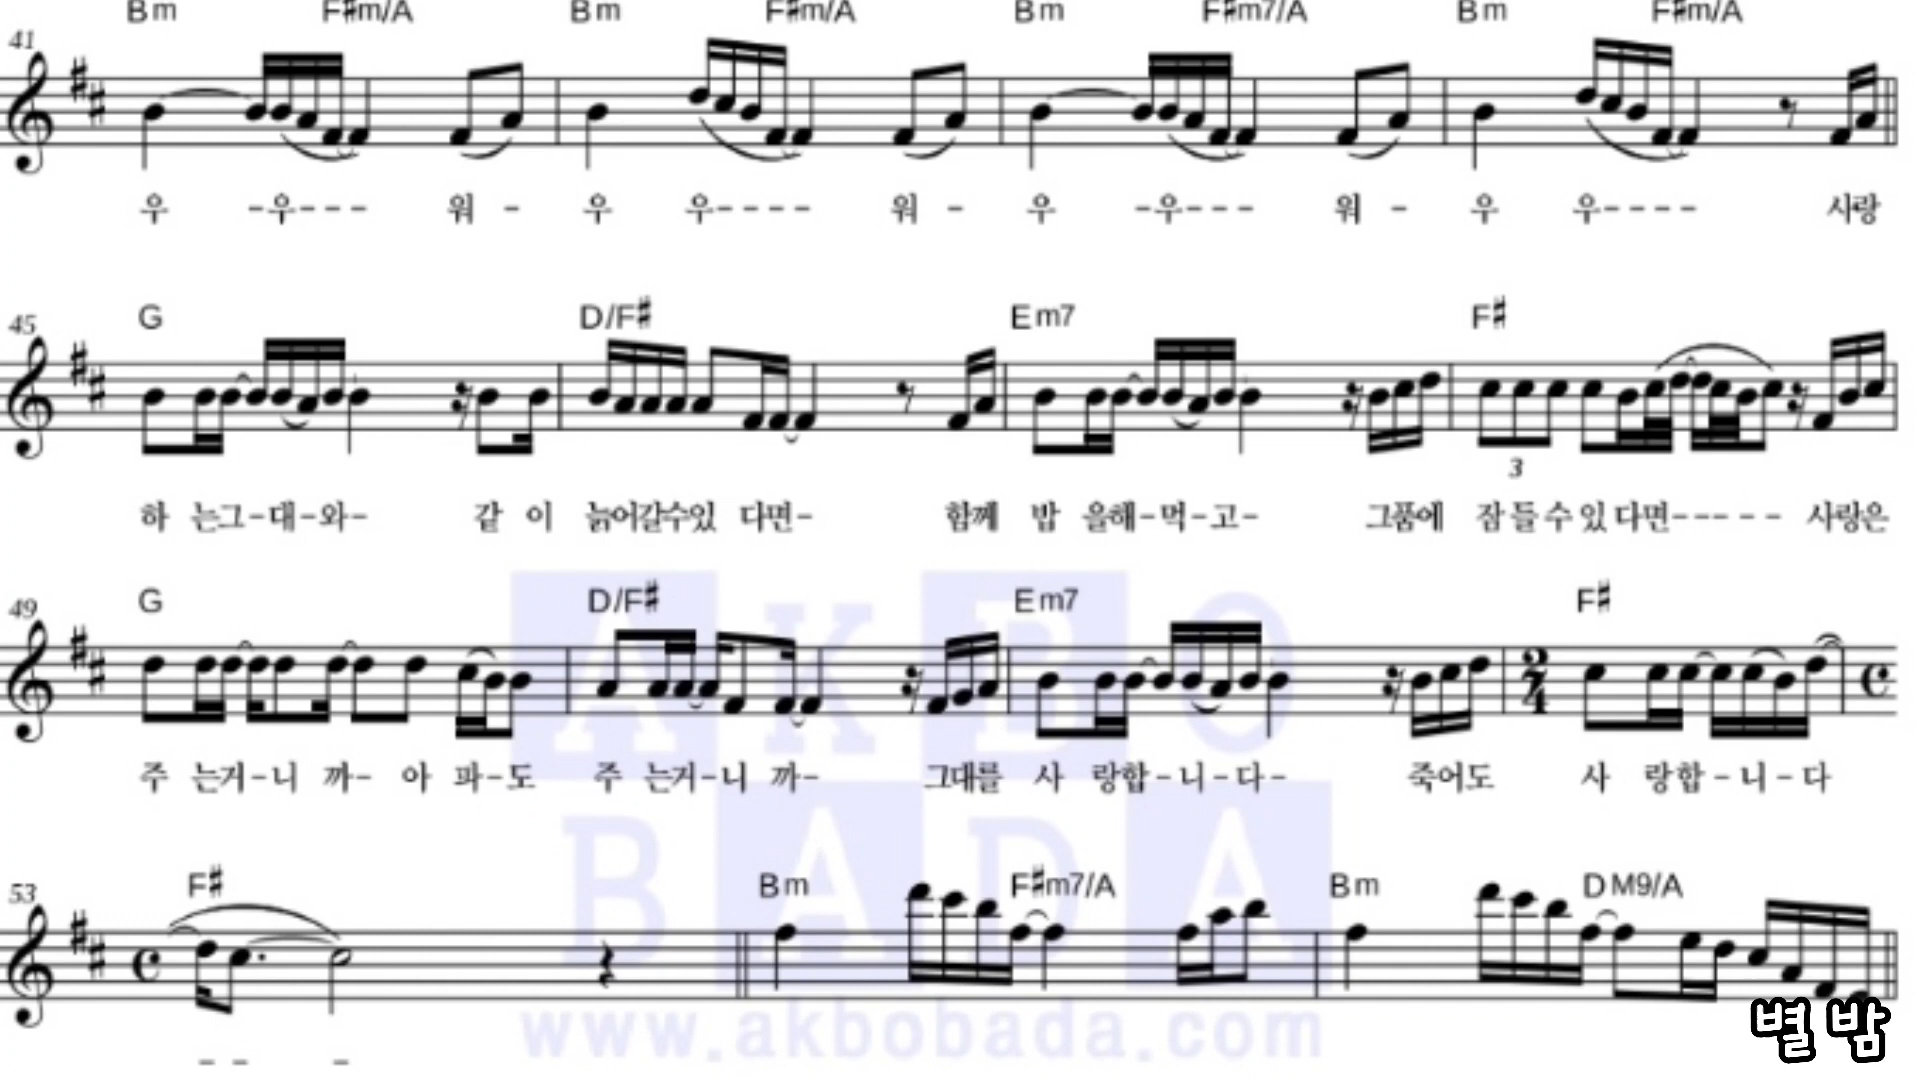 Bm F♯m/A Bm F♯m/A Bm F♯m7/A Bm F♯m/A
41
우 -우--- 워 - 우 우---- 워 - 우 -우--- 워 - 우 우---- 사랑
G D/F♯ Em7 F♯
45
3
하 는그-대-와- 같 이 늙어갈수있 다면- 함께 밥 을해-먹-고- 그품에 잠들수있다면------ 사랑은
G D/F♯ Em7 F♯
49
2
4
주 는거-니 까- 아 파-도 주 는거-니 까- 그대를 사 랑합-니-다- 죽어도 사 랑합-니-다
F♯ Bm F♯m7/A Bm DM9/A
53
-- -
AKBO
BADA
www.akbobada.com
별밤